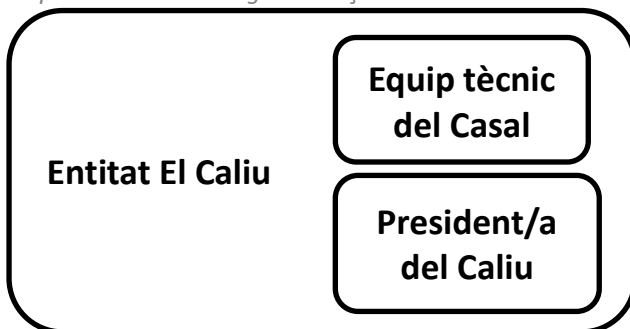 Equip tècnic
del Casal
Entitat El Caliu
President/a
del Caliu